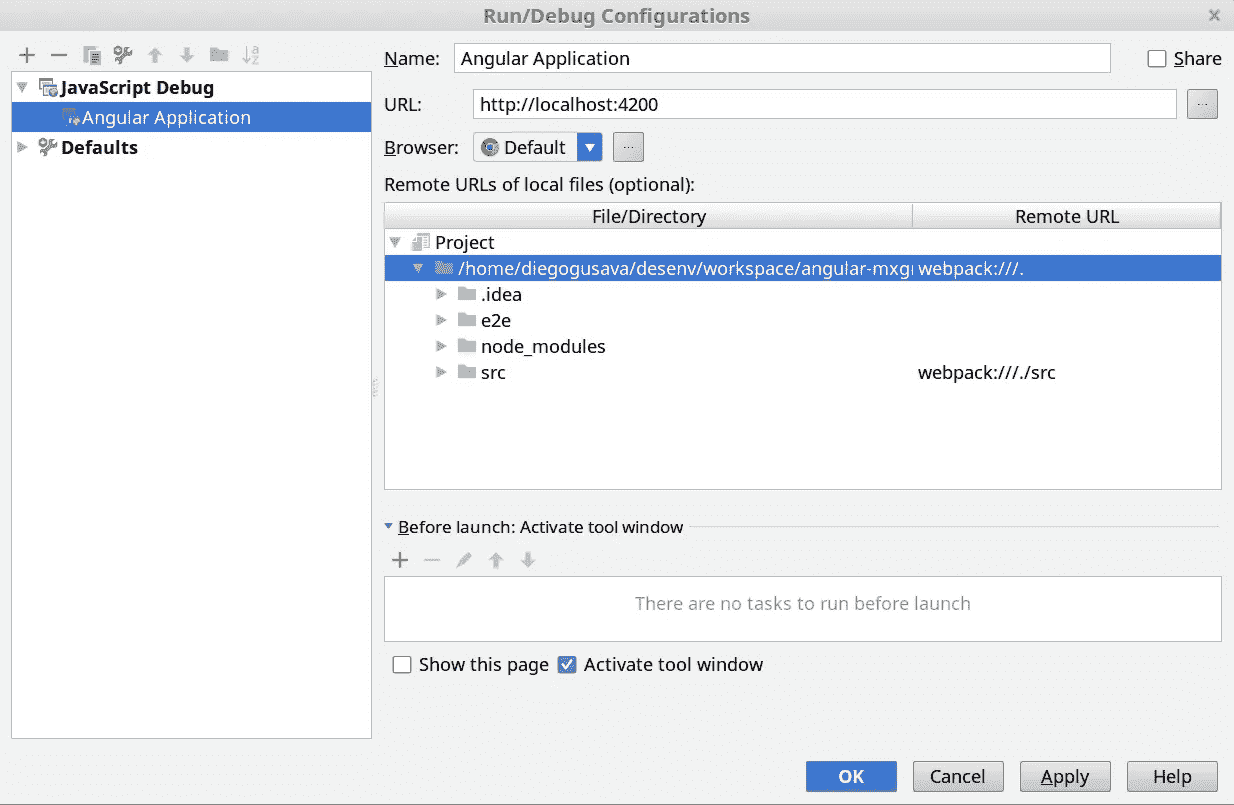 Run/Debug Configurations
JavaScript Debug
Angular Application
Defaults
Name: Angular Application Share
URL: http://localhost:4200 ...
Browser: Default ...
Remote URLs of local files (optional):
File/Directory Remote URL
Project
/home/diegogusava/desenv/workspace/angular-mxgr webpack:///.
.idea
e2e
node_modules
src webpack:///./src
Before launch: Activate tool window
There are no tasks to run before launch
Show this page Activate tool window
OK Cancel Apply Help